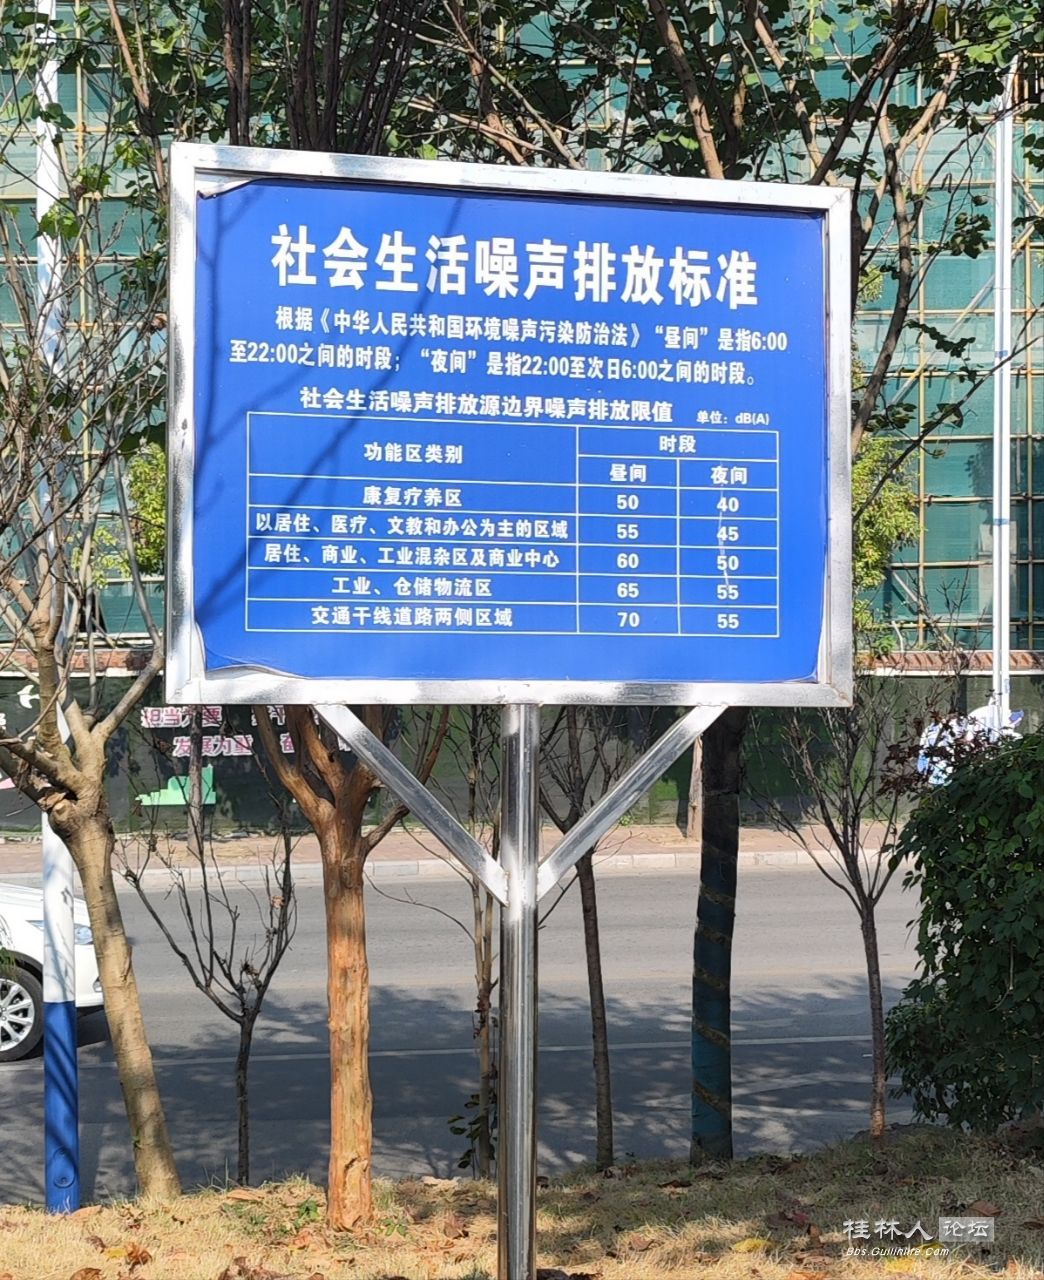 社会生活噪声排放标准
根据《中华人民共和国环境噪声污染防治法》“昼间”是指6:00
至22:00之间的时段；“夜间”是指22:00至次日6:00之间的时段。
社会生活噪声排放源边界噪声排放限值 单位：dB(A)
功能区类别 时段
昼间 夜间
康复疗养区 50 40
以居住、医疗、文教和办公为主的区域 55 45
居住、商业、工业混杂区及商业中心 60 50
工业、仓储物流区 65 55
交通干线道路两侧区域 70 55
担当为
发展为
桂林人论坛
Bbs.Guilinlife.Com